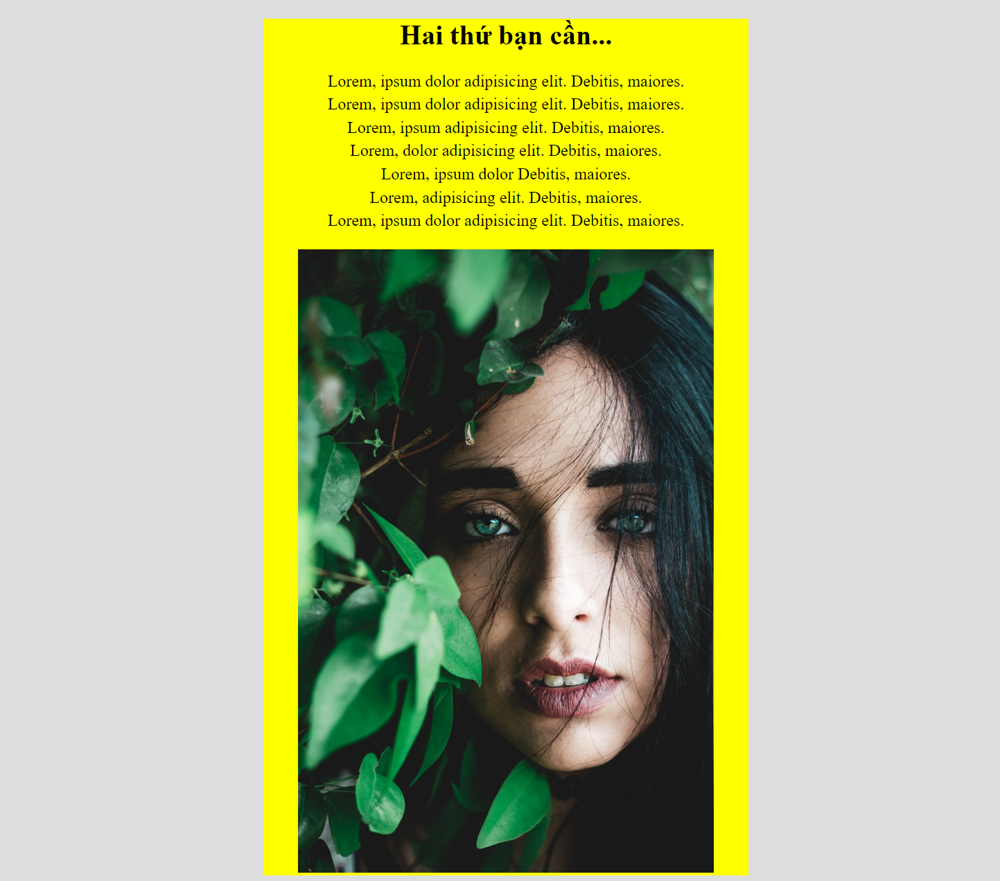 Hai thứ bạn cần...
Lorem, ipsum dolor adipisicing elit. Debitis, maiores.
Lorem, ipsum dolor adipisicing elit. Debitis, maiores.
Lorem, ipsum adipisicing elit. Debitis, maiores.
Lorem, dolor adipisicing elit. Debitis, maiores.
Lorem, ipsum dolor Debitis, maiores.
Lorem, adipisicing elit. Debitis, maiores.
Lorem, ipsum dolor adipisicing elit. Debitis, maiores.